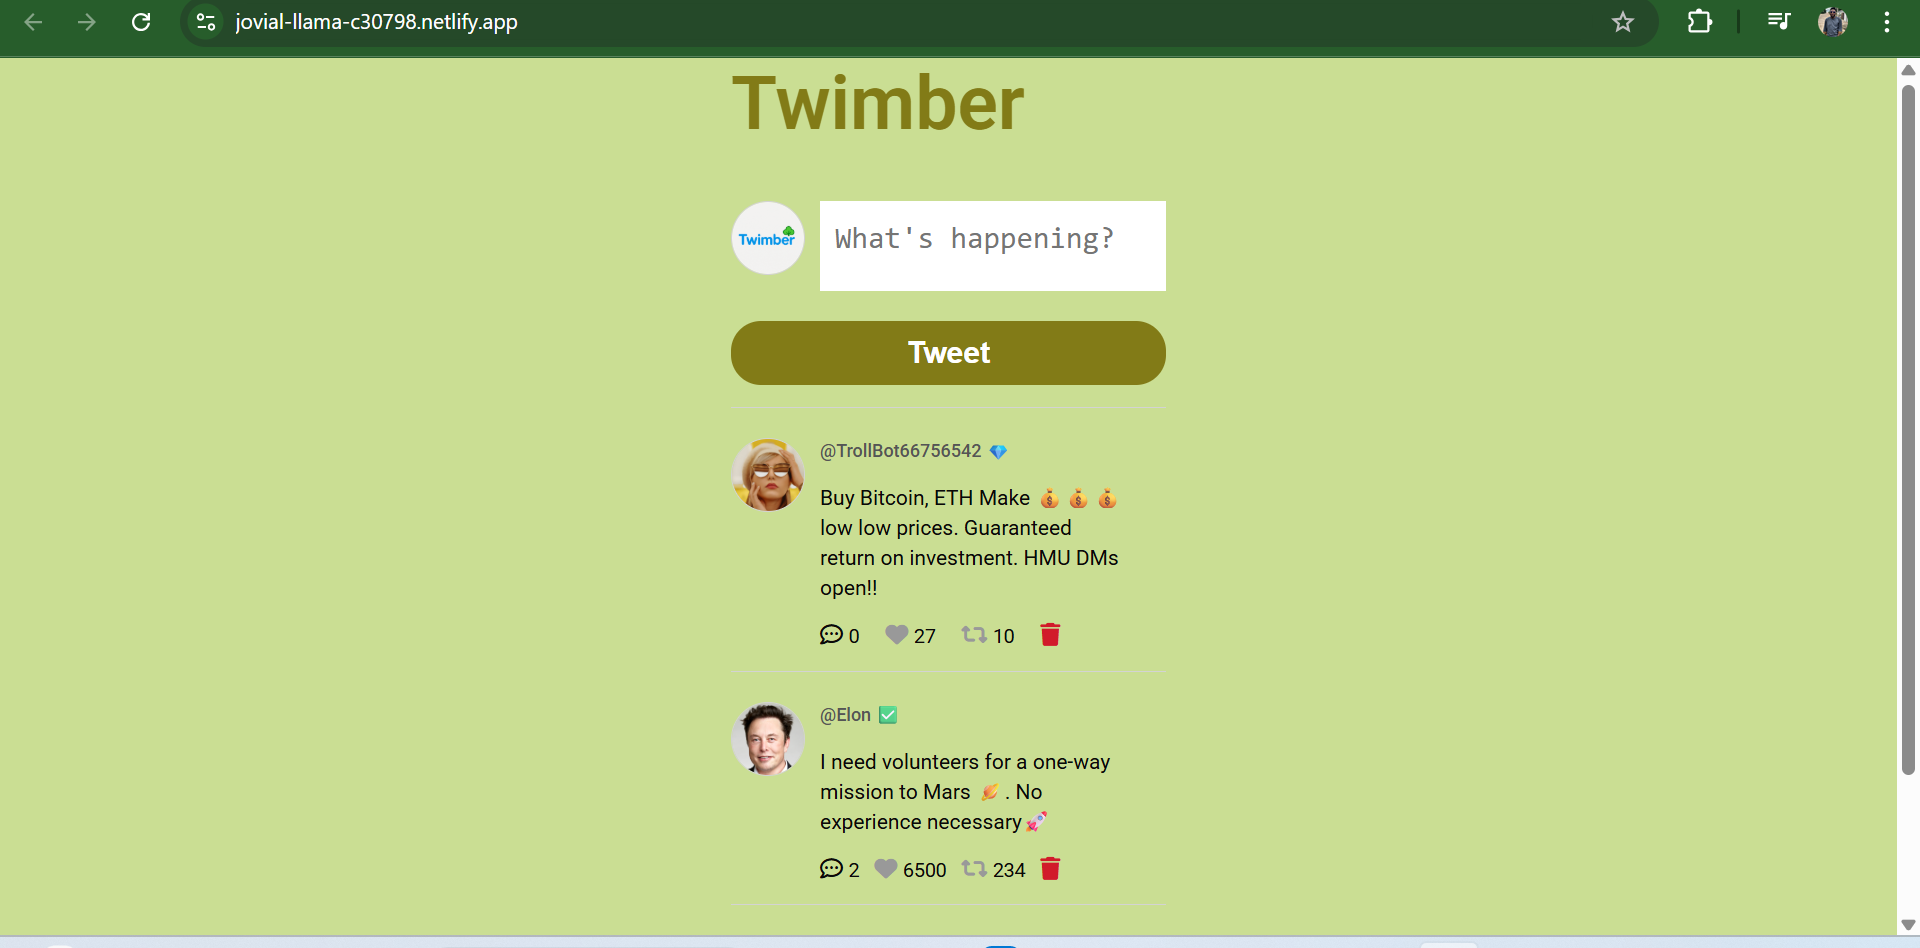 jovial-llama-c30798.netlify.app
Twimber
Twimber
What's happening?
Tweet
@TrollBot66756542 💎
Buy Bitcoin, ETH Make 💰 💰 💰
low low prices. Guaranteed
return on investment. HMU DMs
open!!
0 27 10
@Elon ✅
I need volunteers for a one-way
mission to Mars . No
experience necessary🚀
2 6500 234